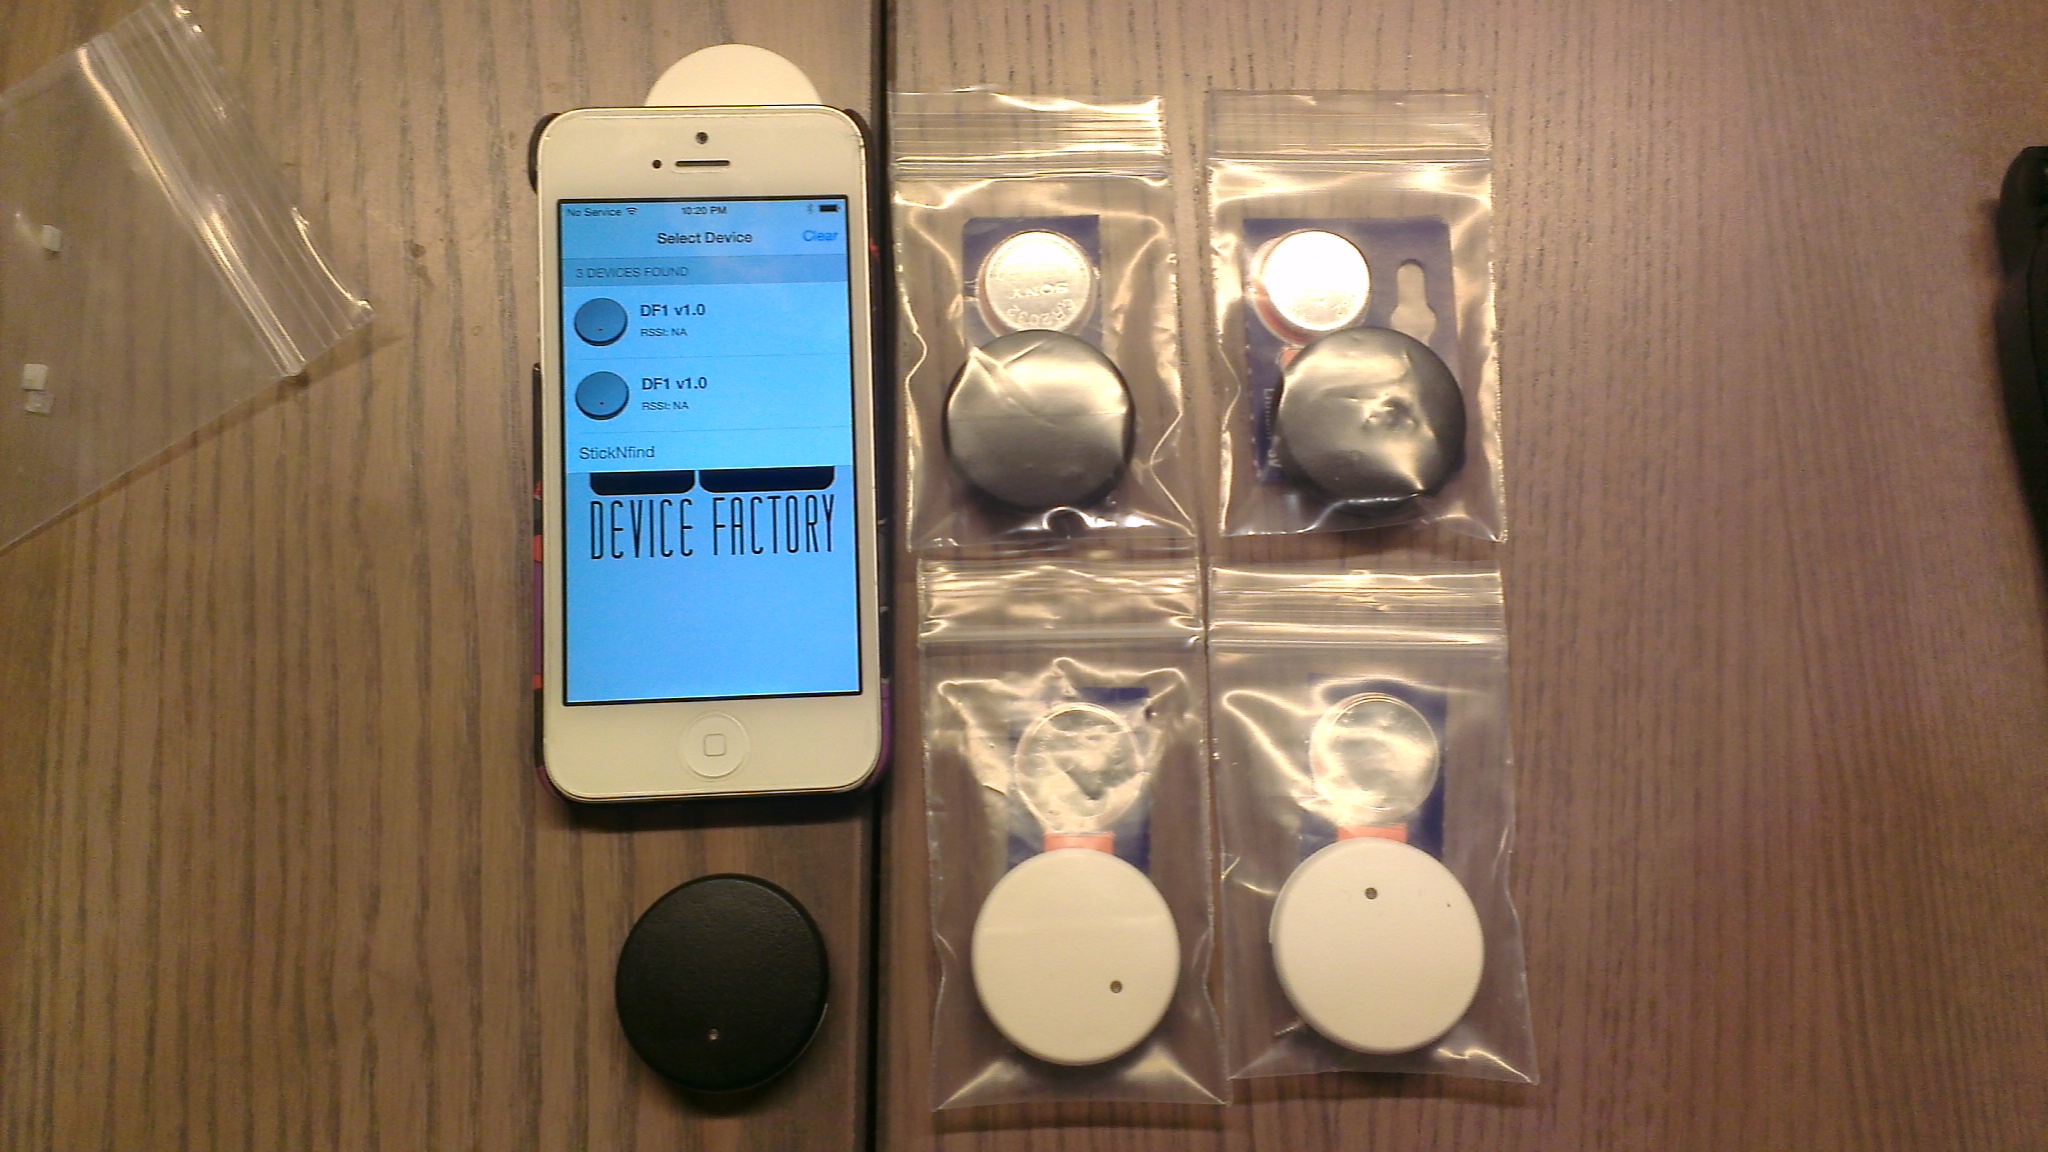 No Service 10:20 PM
Select Device Clear
3 DEVICES FOUND
DF1 v1.0
RSSI: NA
DF1 v1.0
RSSI: NA
StickNfind
DEVICE FACTORY
SONY
CR2032